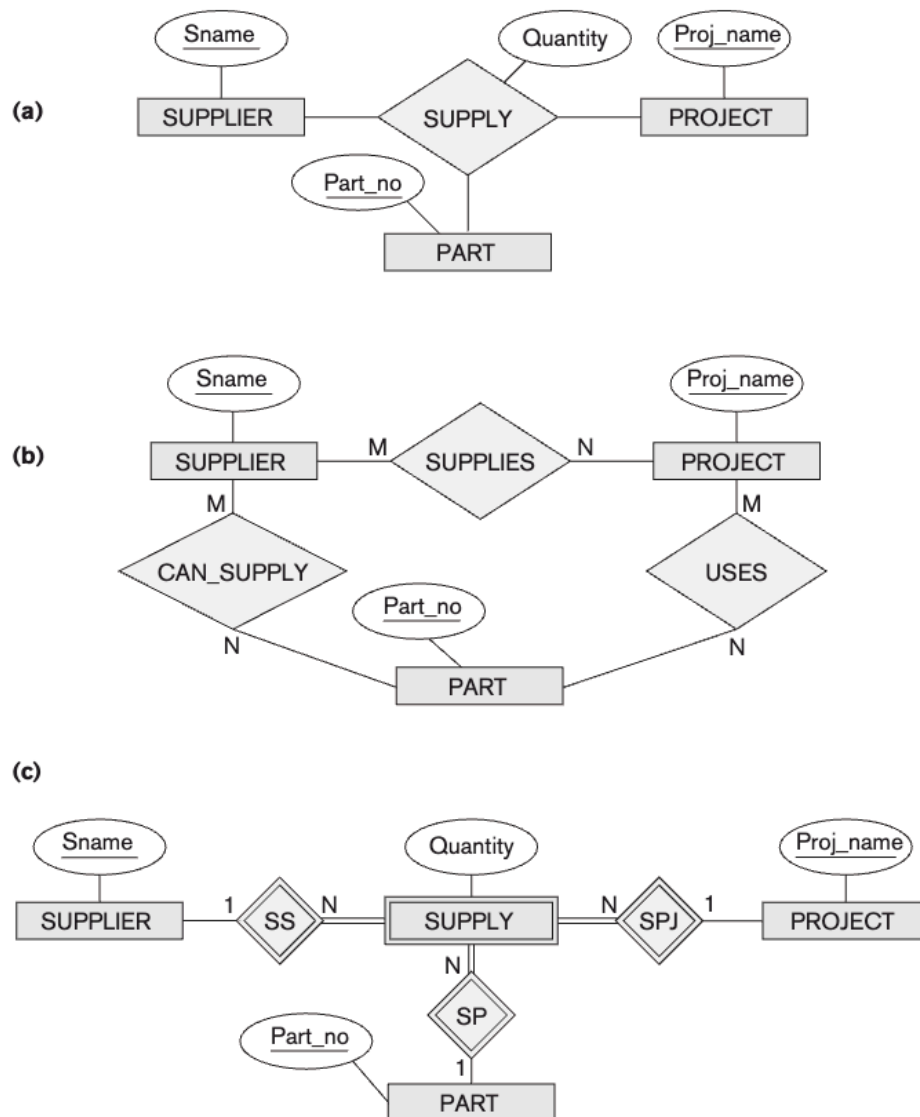 (a)
Sname
Quantity
Proj_name
SUPPLIER
SUPPLY
PROJECT
Part_no
PART
(b)
Sname
Proj_name
SUPPLIER
M
SUPPLIES
N
PROJECT
M
M
CAN_SUPPLY
USES
Part_no
N
N
PART
(c)
Sname
Quantity
Proj_name
SUPPLIER
1
SS
N
SUPPLY
N
SPJ
1
PROJECT
N
SP
Part_no
1
PART